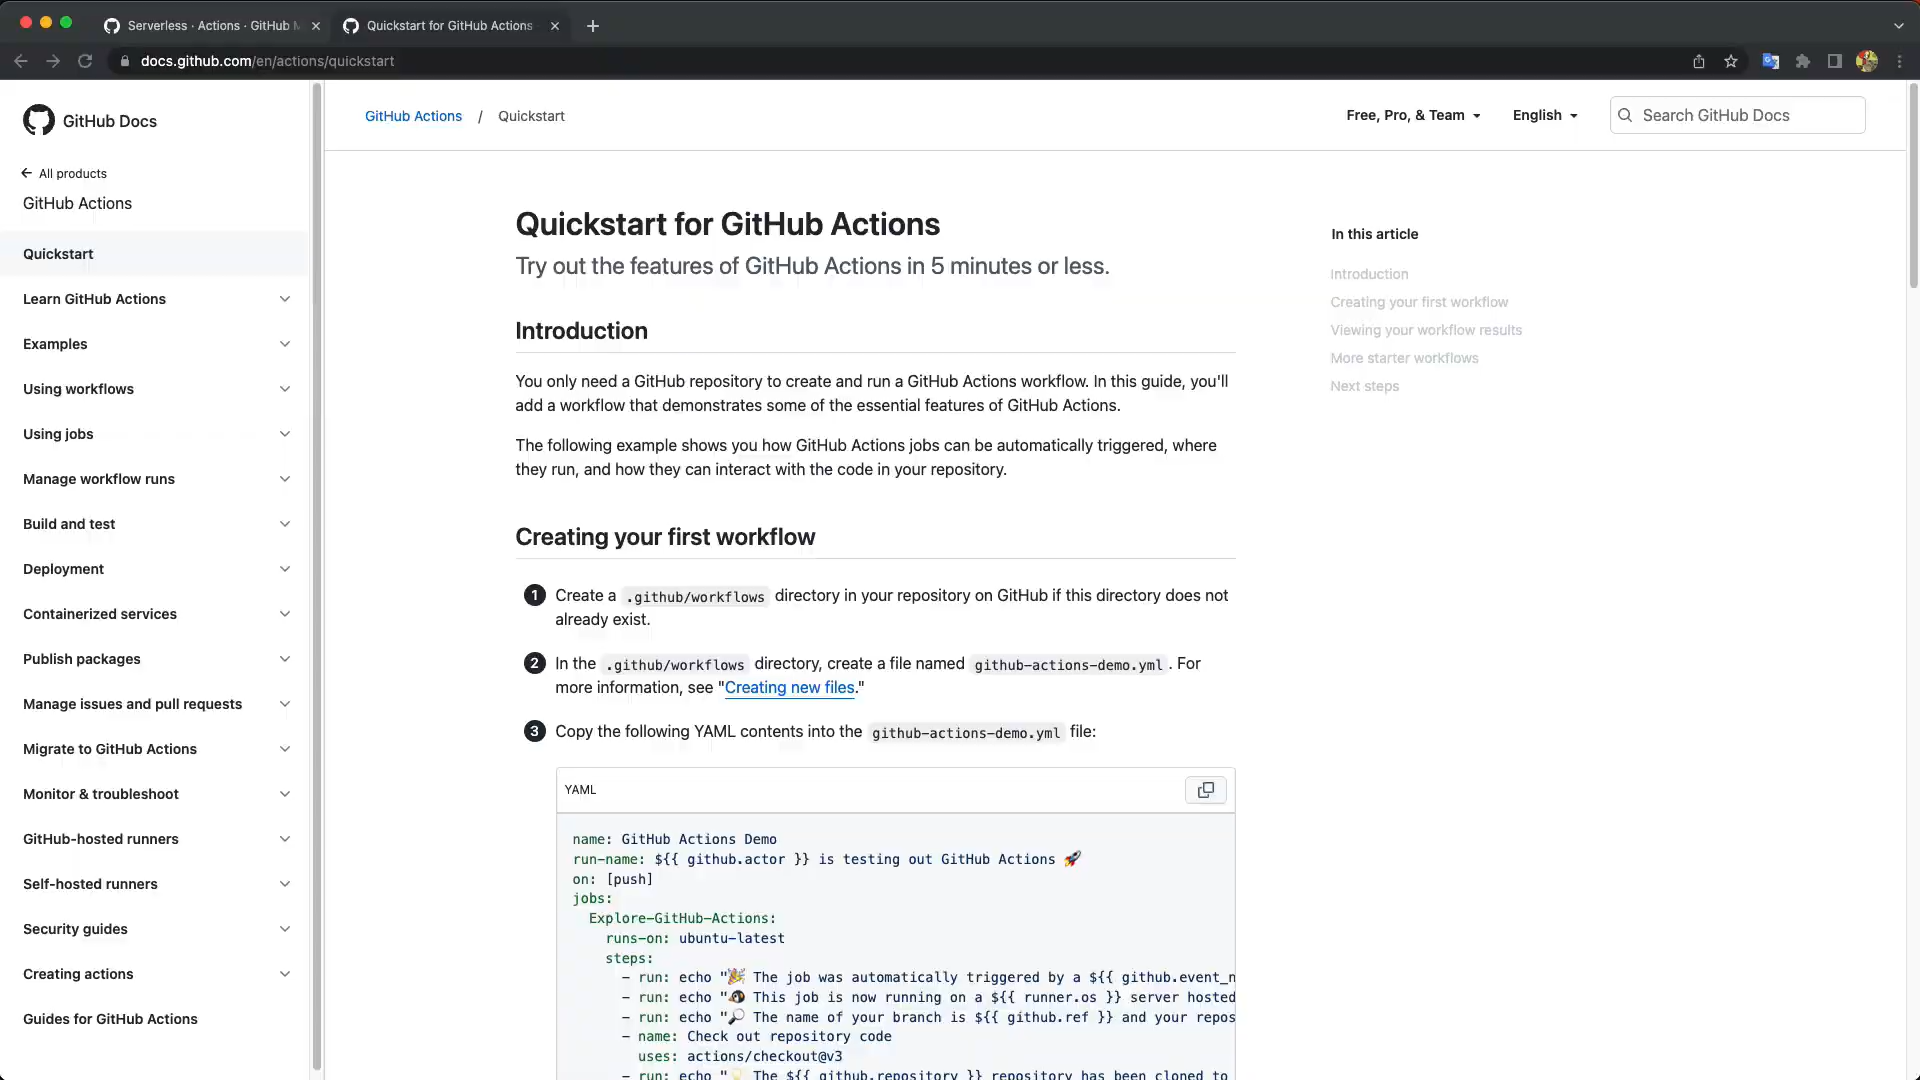 Serverless · Actions · GitHub M
Quickstart for GitHub Actions
docs.github.com/en/actions/quickstart
GitHub Docs
GitHub Actions / Quickstart
Free, Pro, & Team
English
Search GitHub Docs
All products
GitHub Actions
Quickstart
Learn GitHub Actions
Examples
Using workflows
Using jobs
Manage workflow runs
Build and test
Deployment
Containerized services
Publish packages
Manage issues and pull requests
Migrate to GitHub Actions
Monitor & troubleshoot
GitHub-hosted runners
Self-hosted runners
Security guides
Creating actions
Guides for GitHub Actions
Quickstart for GitHub Actions
Try out the features of GitHub Actions in 5 minutes or less.
Introduction
You only need a GitHub repository to create and run a GitHub Actions workflow. In this guide, you'll
add a workflow that demonstrates some of the essential features of GitHub Actions.
The following example shows you how GitHub Actions jobs can be automatically triggered, where
they run, and how they can interact with the code in your repository.
Creating your first workflow
1 Create a .github/workflows directory in your repository on GitHub if this directory does not
already exist.
2 In the .github/workflows directory, create a file named github-actions-demo.yml. For
more information, see "Creating new files."
3 Copy the following YAML contents into the github-actions-demo.yml file:
YAML
name: GitHub Actions Demo
run-name: ${{ github.actor }} is testing out GitHub Actions 🚀
on: [push]
jobs:
Explore-GitHub-Actions:
runs-on: ubuntu-latest
steps:
- run: echo "🎉 The job was automatically triggered by a ${{ github.event_n
- run: echo "🐧 This job is now running on a ${{ runner.os }} server hosted
- run: echo "🔎 The name of your branch is ${{ github.ref }} and your repos
- name: Check out repository code
uses: actions/checkout@v3
- run: echo "💡 The ${{ github.repository }} repository has been cloned to
In this article
Introduction
Creating your first workflow
Viewing your workflow results
More starter workflows
Next steps